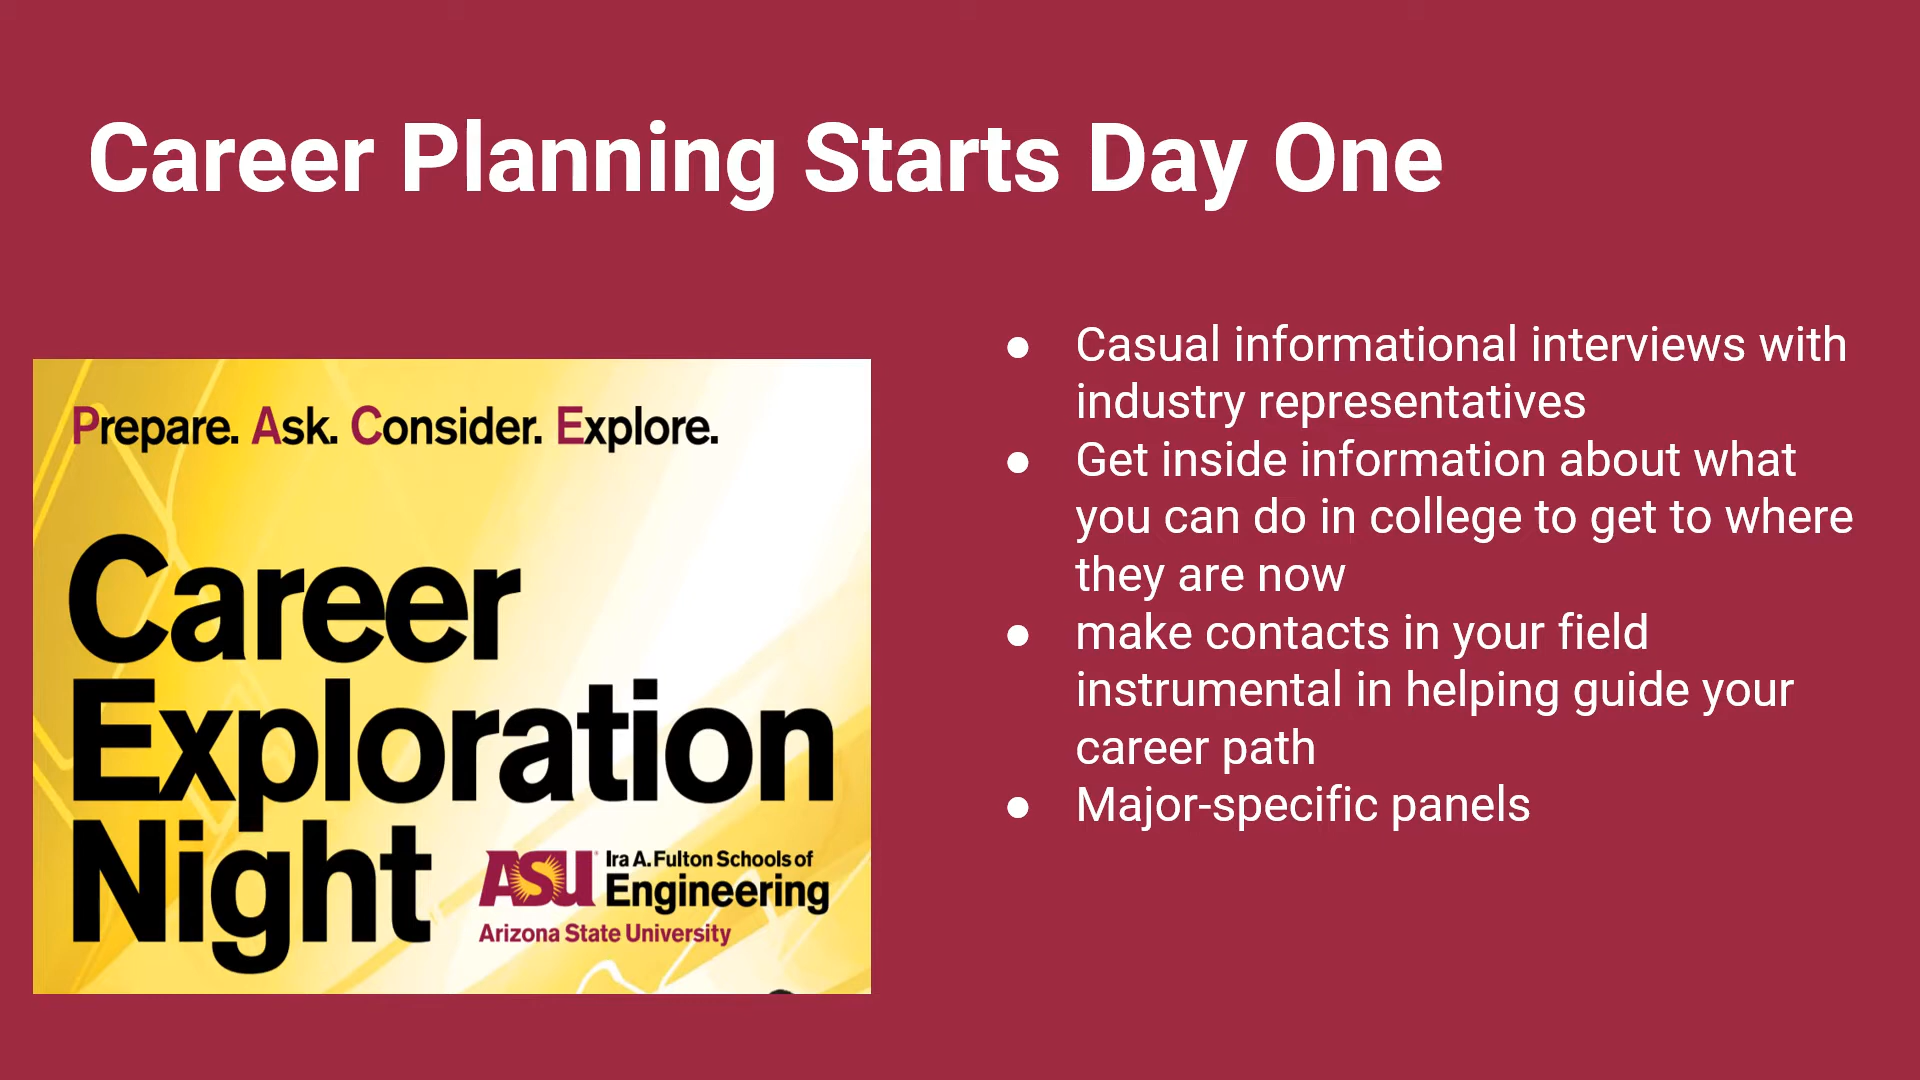 Career Planning Starts Day One
Prepare. Ask. Consider. Explore.
Career
Exploration
Night
ASU
Ira A. Fulton Schools of
Engineering
Arizona State University
● Casual informational interviews with
industry representatives
● Get inside information about what
you can do in college to get to where
they are now
● make contacts in your field
instrumental in helping guide your
career path
● Major-specific panels